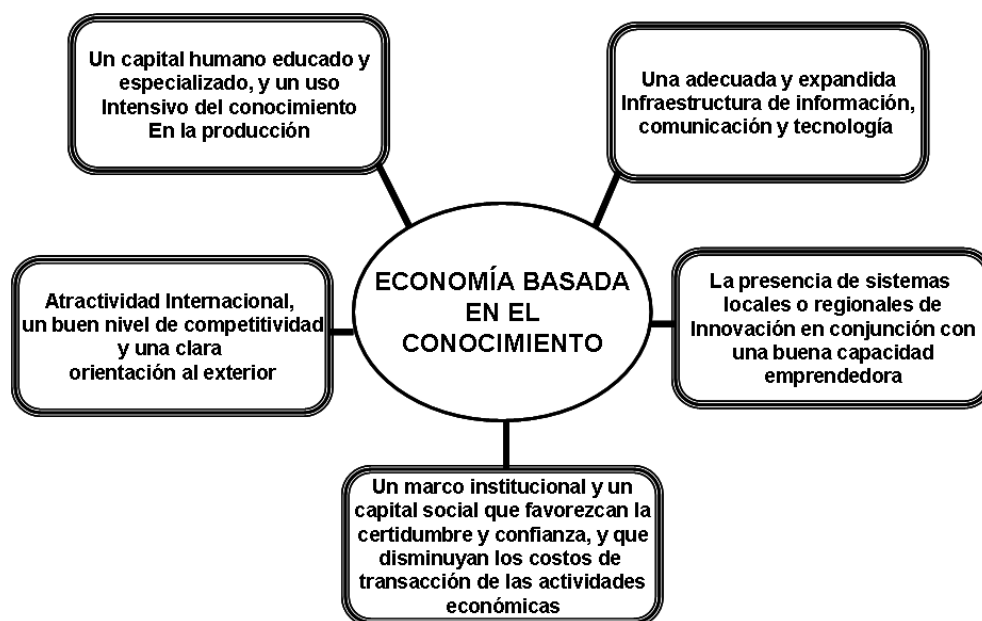 Un capital humano educado y
especializado, y un uso
Intensivo del conocimiento
En la producción
Una adecuada y expandida
Infraestructura de información,
comunicación y tecnología
ECONOMÍA BASADA
EN EL
CONOCIMIENTO
Atractividad Internacional,
un buen nivel de competitividad
y una clara
orientación al exterior
La presencia de sistemas
locales o regionales de
Innovación en conjunción con
una buena capacidad
emprendedora
Un marco institucional y un
capital social que favorezcan la
certidumbre y confianza, y que
disminuyan los costos de
transacción de las actividades
económicas